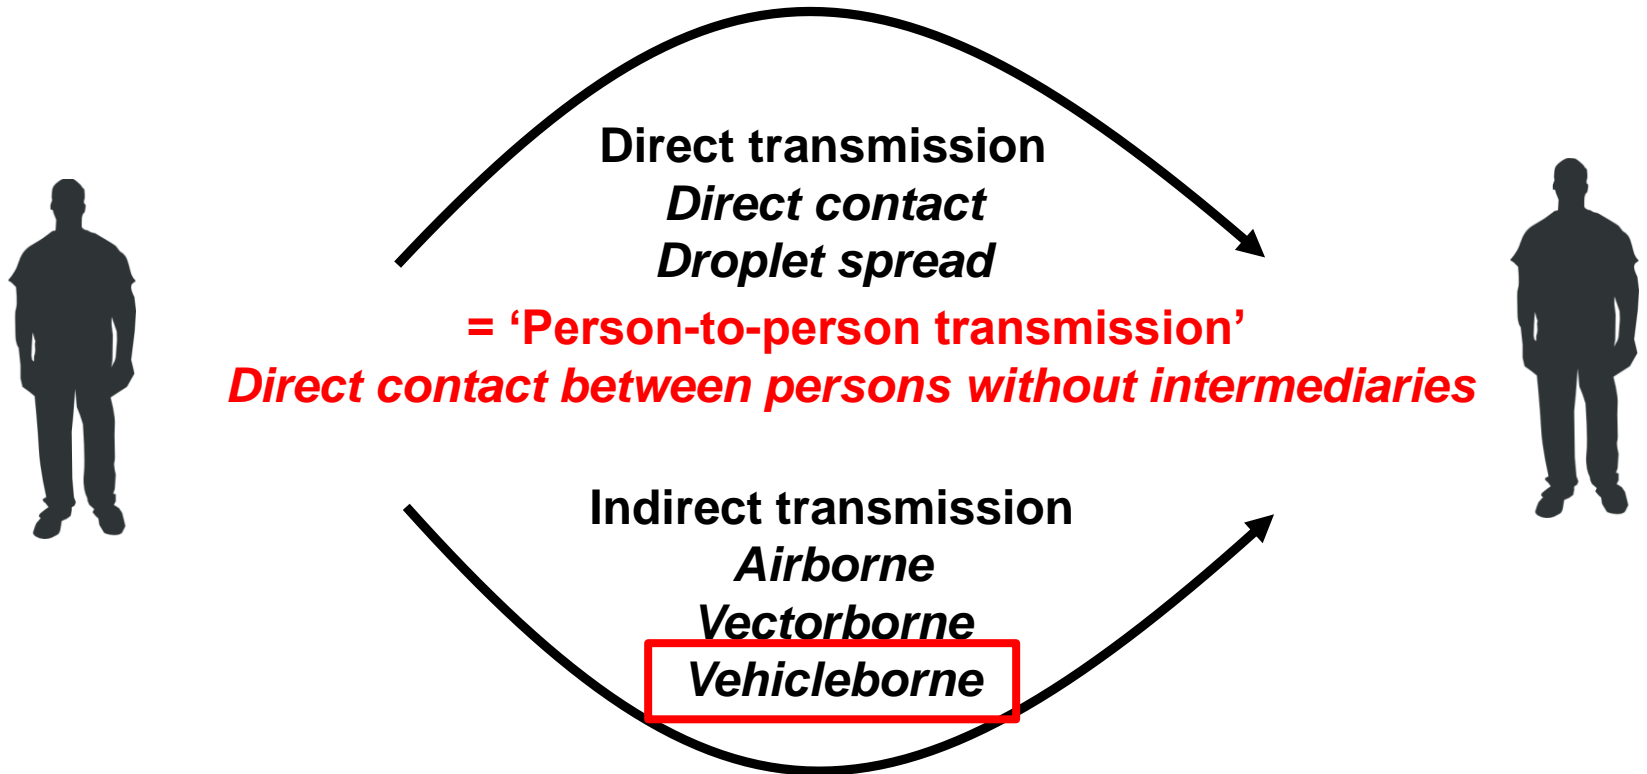 Direct transmission
Direct contact
Droplet spread
= ‘Person-to-person transmission’
Direct contact between persons without intermediaries
Indirect transmission
Airborne
Vectorborne
Vehicleborne